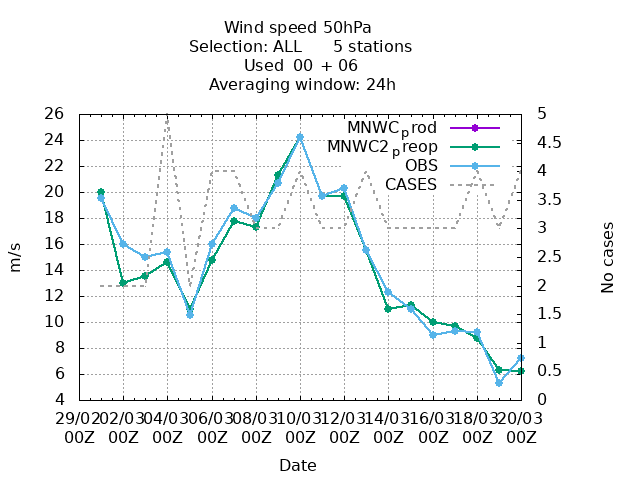 Wind speed 50hPa
Selection: ALL 5 stations
Used 00 + 06
Averaging window: 24h
MNWCprod
MNWC2preop
OBS
CASES
26
24
22
20
18
16
14
12
10
8
6
4
m/s
5
4.5
4
3.5
3
2.5
2
1.5
1
0.5
0
No cases
29/02 02/03 04/03 06/03 08/03 10/03 12/03 14/03 16/03 18/03 20/03
00Z 00Z 00Z 00Z 00Z 00Z 00Z 00Z 00Z 00Z 00Z
Date